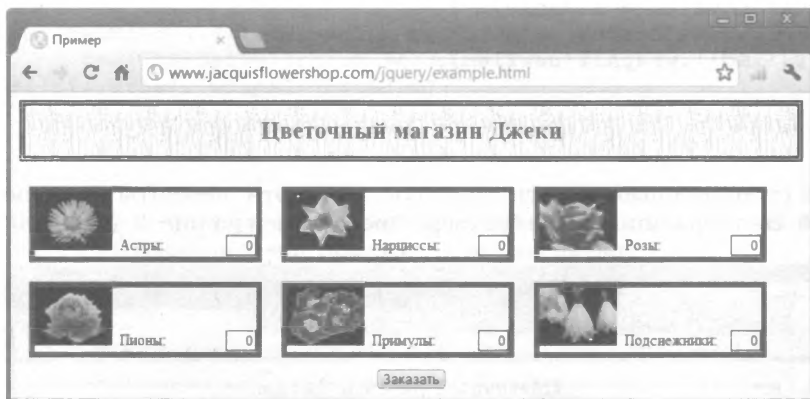 Пример
www.jacquisflowershop.com/jquery/example.html
Цветочный магазин Джеки
Астры: 0
Нарциссы: 0
Розы: 0
Пионы: 0
Примулы: 0
Подснежники: 0
Заказать